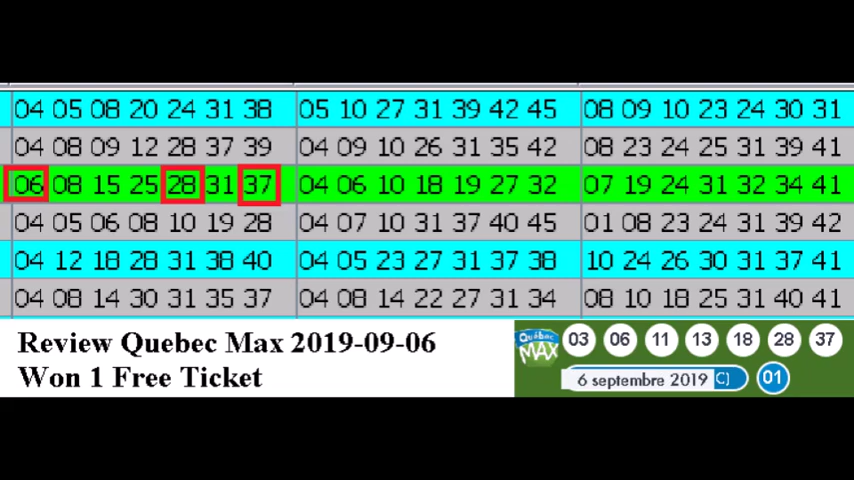 04 05 08 20 24 31 38 05 10 27 31 39 42 45 08 09 10 23 24 30 31
04 08 09 12 28 37 39 04 09 10 26 31 35 42 08 23 24 25 31 39 41
06 08 15 25 28 31 37 04 06 10 18 19 27 32 07 19 24 31 32 34 41
04 05 06 08 10 19 28 04 07 10 31 37 40 45 01 08 23 24 31 39 42
04 12 18 28 31 38 40 04 05 23 27 31 37 38 10 24 26 30 31 37 41
04 08 14 30 31 35 37 04 08 14 22 27 31 34 08 10 18 25 31 40 41
Review Quebec Max 2019-09-06
Won 1 Free Ticket
Québec
MAX
03 06 11 13 18 28 37
6 septembre 2019 C) 01